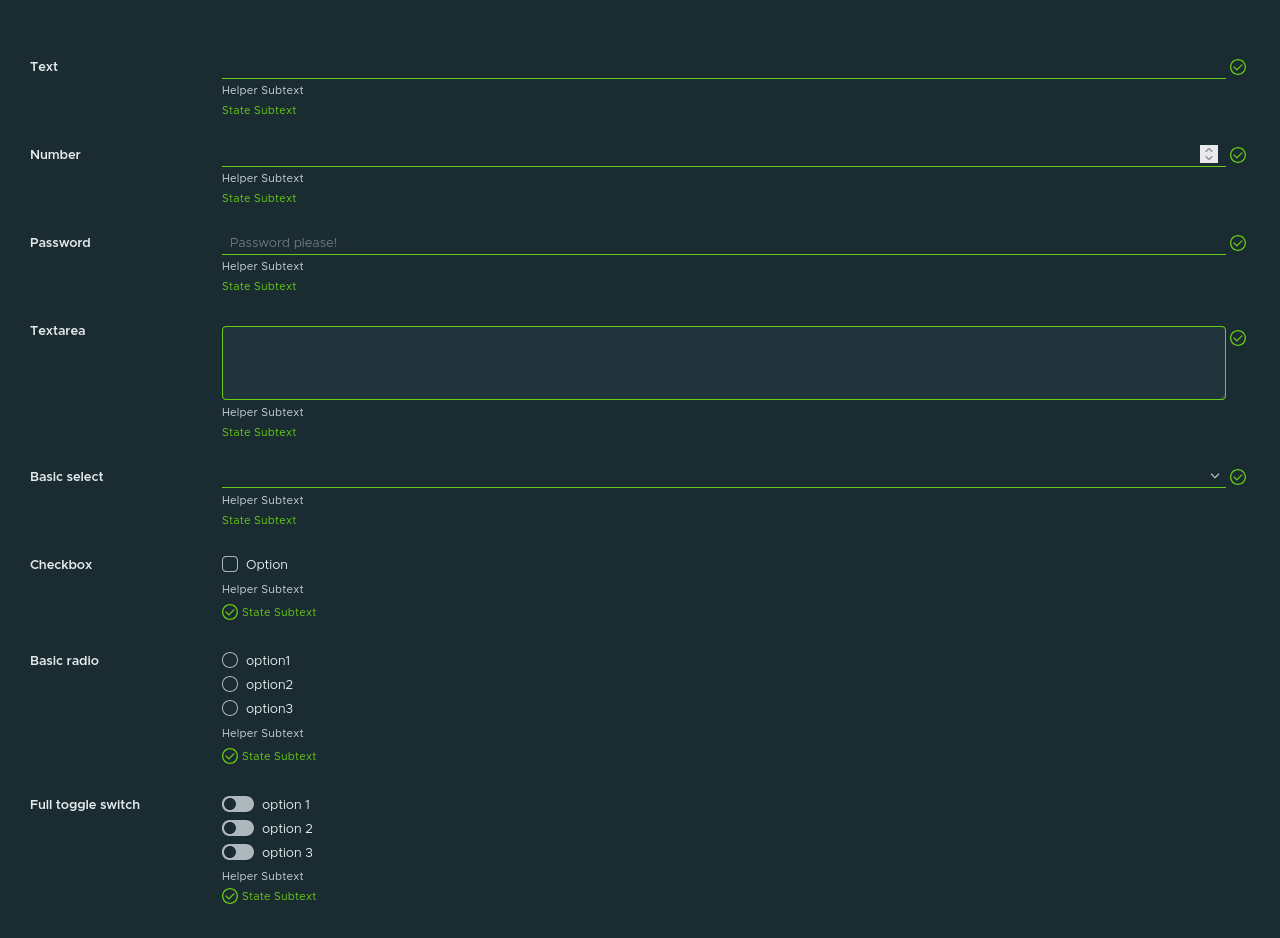 Text
Helper Subtext
State Subtext
Number
Helper Subtext
State Subtext
Password
Password please!
Helper Subtext
State Subtext
Textarea
Helper Subtext
State Subtext
Basic select
Helper Subtext
State Subtext
Checkbox
Option
Helper Subtext
State Subtext
Basic radio
option1
option2
option3
Helper Subtext
State Subtext
Full toggle switch
option 1
option 2
option 3
Helper Subtext
State Subtext